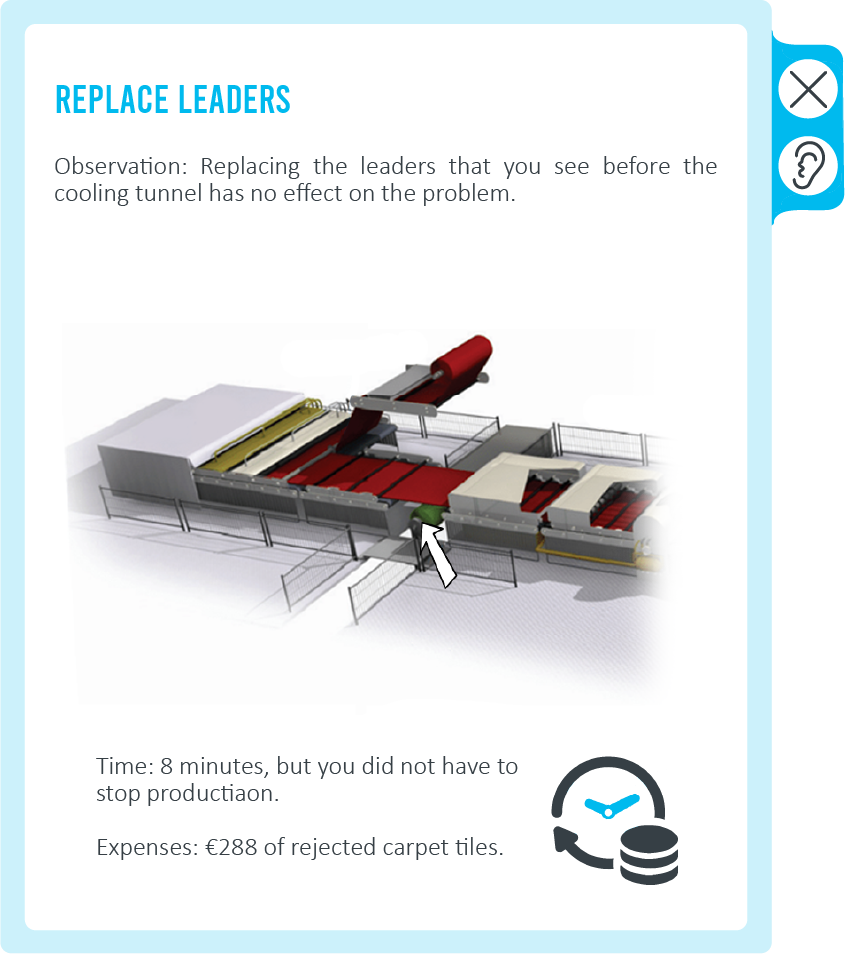 REPLACE LEADERS
Observation: Replacing the leaders that you see before the
cooling tunnel has no effect on the problem.
Time: 8 minutes, but you did not have to
stop productiaon.
Expenses: €288 of rejected carpet tiles.